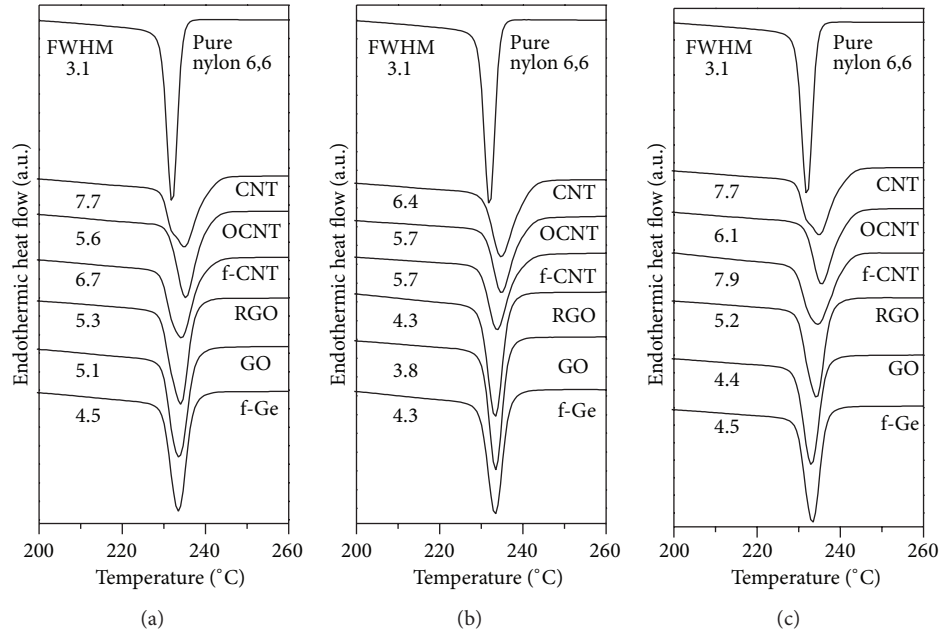 Endothermic heat flow (a.u.)
FWHM
3.1
Pure
nylon 6,6
7.7
CNT
5.6
OCNT
6.7
f-CNT
5.3
RGO
5.1
GO
4.5
f-Ge
200 220 240 260
Temperature (°C)
(a)
Endothermic heat flow (a.u.)
FWHM
3.1
Pure
nylon 6,6
6.4
CNT
5.7
OCNT
5.7
f-CNT
4.3
RGO
3.8
GO
4.3
f-Ge
200 220 240 260
Temperature (°C)
(b)
Endothermic heat flow (a.u.)
FWHM
3.1
Pure
nylon 6,6
7.7
CNT
6.1
OCNT
7.9
f-CNT
5.2
RGO
4.4
GO
4.5
f-Ge
200 220 240 260
Temperature (°C)
(c)